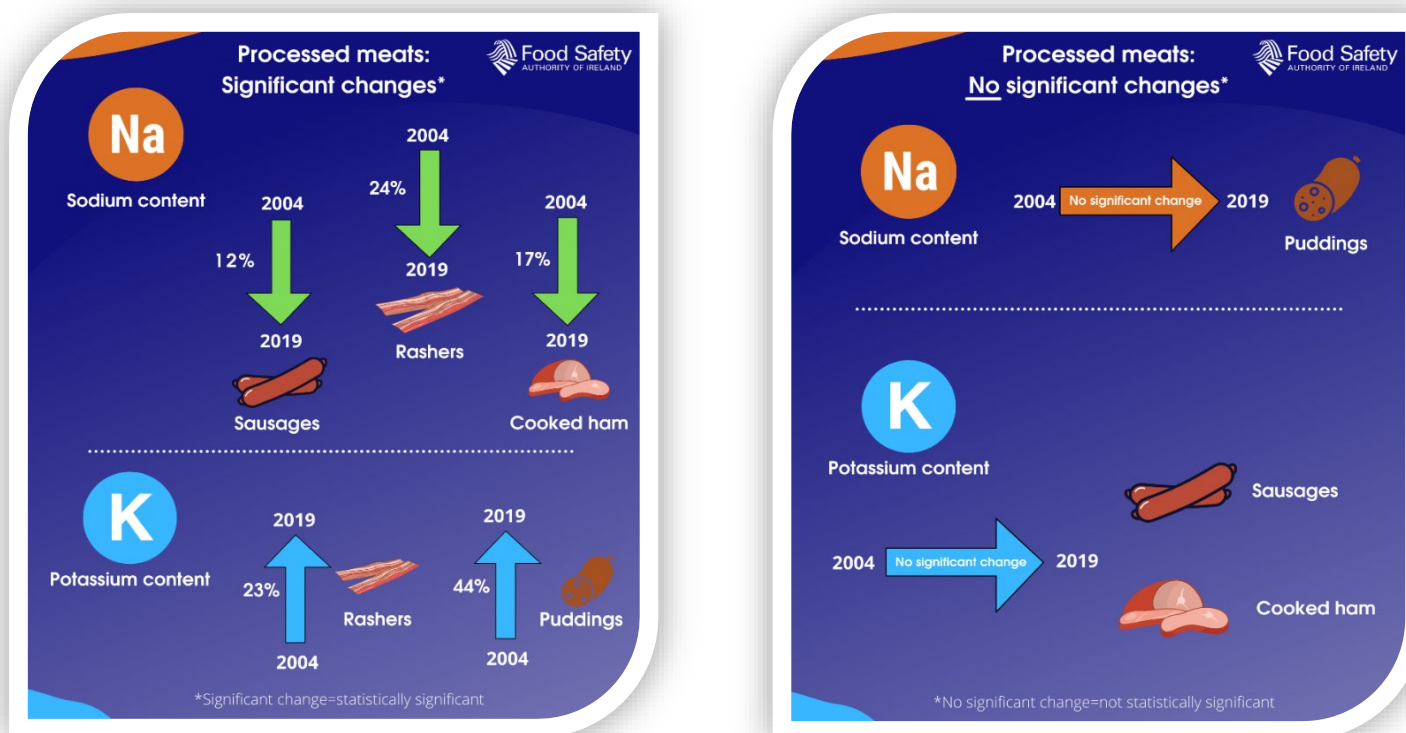 Processed meats:
Significant changes*
Food Safety
AUTHORITY OF IRELAND
Na
Sodium content
2004
24%
2019
Rashers
2004
12%
2019
Sausages
2004
17%
2019
Cooked ham
K
Potassium content
2019
23%
2004
Rashers
2019
44%
2004
Puddings
*Significant change=statistically significant
Processed meats:
No significant changes*
Food Safety
AUTHORITY OF IRELAND
Na
Sodium content
2004
No significant change
2019
Puddings
K
Potassium content
2004
No significant change
2019
Sausages
Cooked ham
*No significant change=not statistically significant